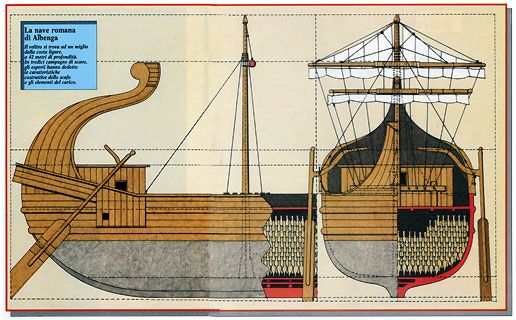 La nave romana
di Albenga
Il relitto si trova ad un miglio
dalla costa ligure,
a 42 metri di profondità.
In tredici campagne di scavo,
gli esperti hanno dedotto
le caratteristiche
costruttive dello scafo
e gli elementi del carico.